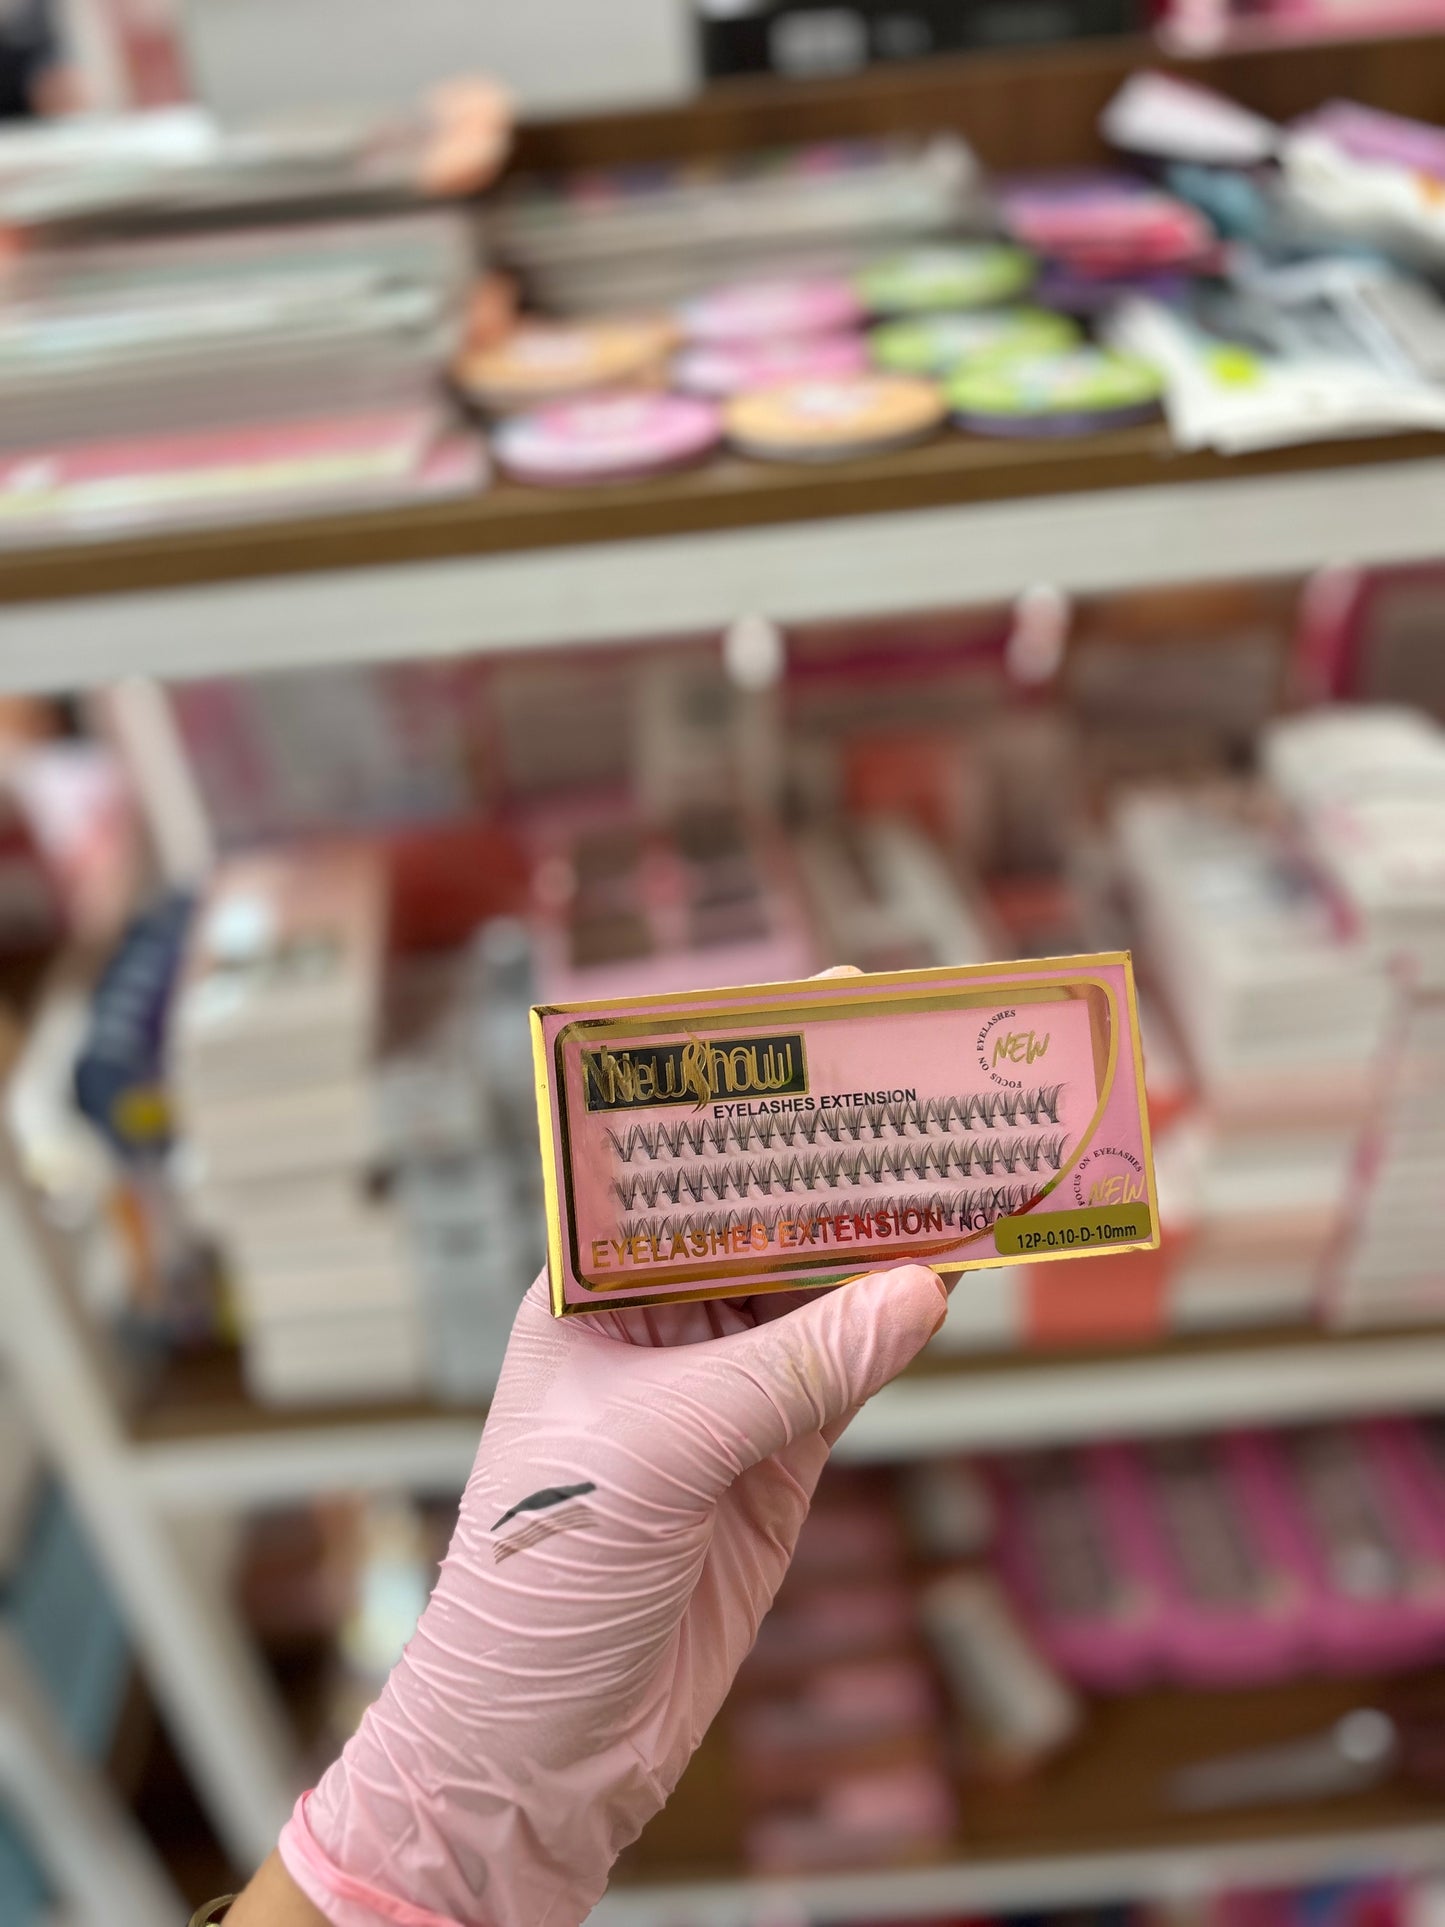 NewShow
EYELASHES EXTENSION
FOCUS ON EYELASHES
NEW
FOCUS ON EYELASHES
NEW
EYELASHES EXTENSION
12P-0.10-D-10mm